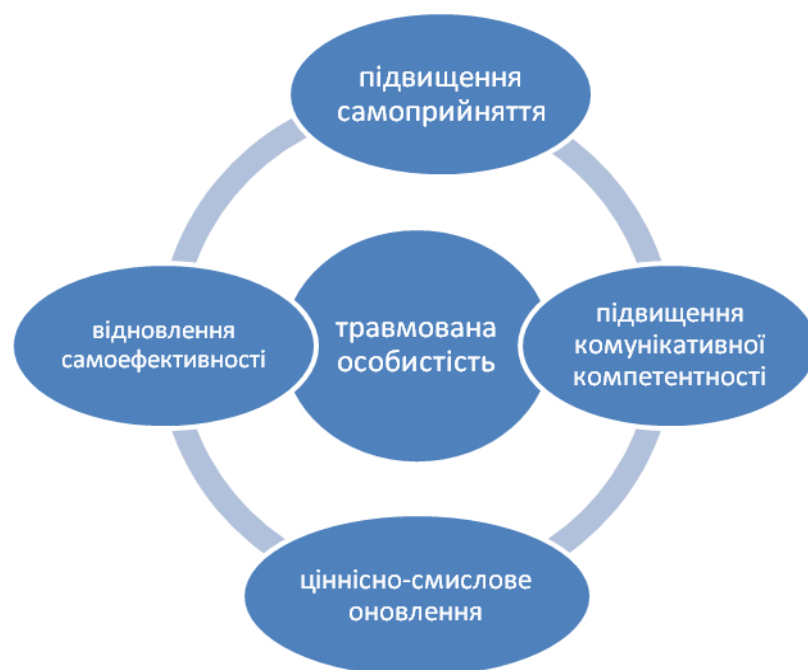 підвищення
самоприйняття
відновлення
самоефективності
травмована
особистість
підвищення
комунікативної
компетентності
ціннісно-смислове
оновлення